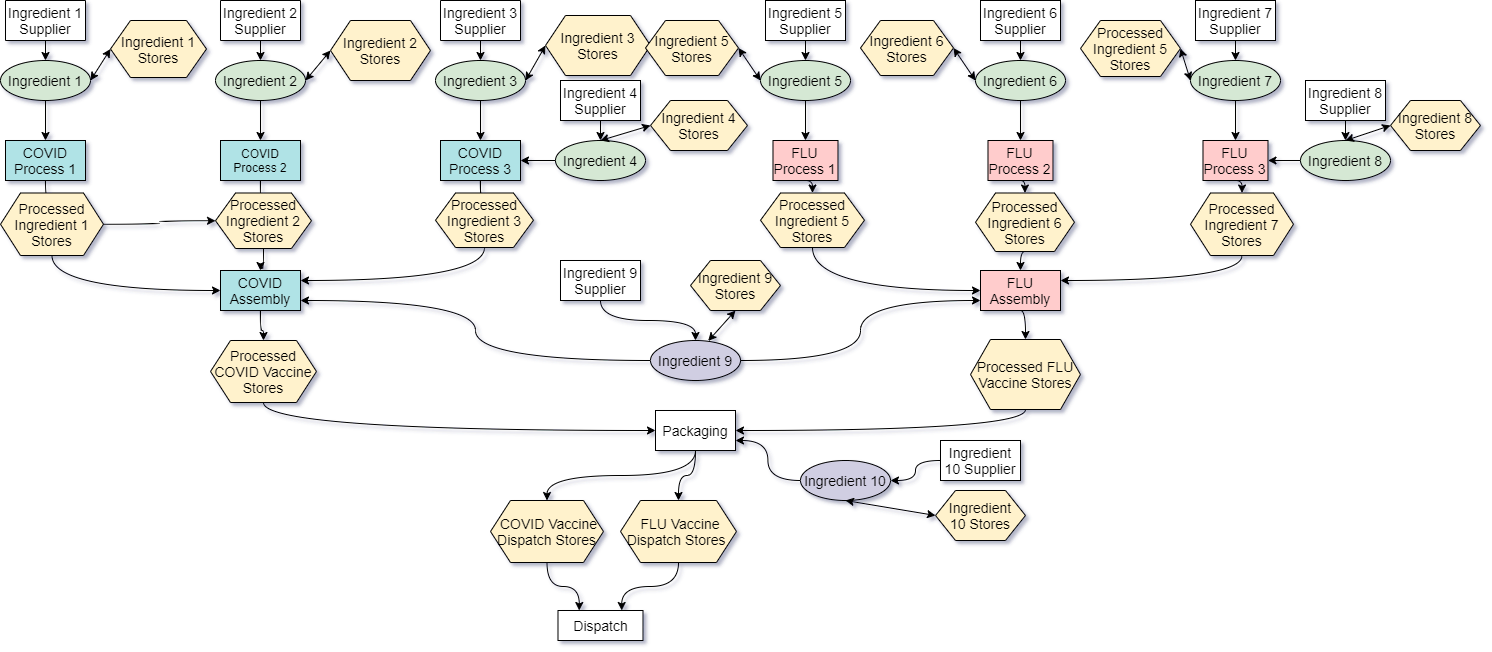 Ingredient 1
Supplier
Ingredient 1
Stores
Ingredient 2
Supplier
Ingredient 2
Stores
Ingredient 3
Supplier
Ingredient 3
Stores
Ingredient 5
Stores
Ingredient 5
Supplier
Ingredient 6
Stores
Ingredient 6
Supplier
Processed
Ingredient 5
Stores
Ingredient 7
Supplier
Ingredient 1
Ingredient 2
Ingredient 3
Ingredient 5
Ingredient 6
Ingredient 7
Ingredient 4
Supplier
Ingredient 4
Stores
Ingredient 8
Supplier
Ingredient 8
Stores
COVID
Process 1
COVID
Process 2
COVID
Process 3
Ingredient 4
FLU
Process 1
FLU
Process 2
FLU
Process 3
Ingredient 8
Processed
Ingredient 1
Stores
Processed
Ingredient 2
Stores
Processed
Ingredient 3
Stores
Processed
Ingredient 5
Stores
Processed
Ingredient 6
Stores
Processed
Ingredient 7
Stores
COVID
Assembly
Ingredient 9
Supplier
Ingredient 9
Stores
FLU
Assembly
Processed
COVID Vaccine
Stores
Ingredient 9
Processed FLU
Vaccine Stores
Packaging
Ingredient 10
Ingredient
10 Supplier
Ingredient
10 Stores
COVID Vaccine
Dispatch Stores
FLU Vaccine
Dispatch Stores
Dispatch